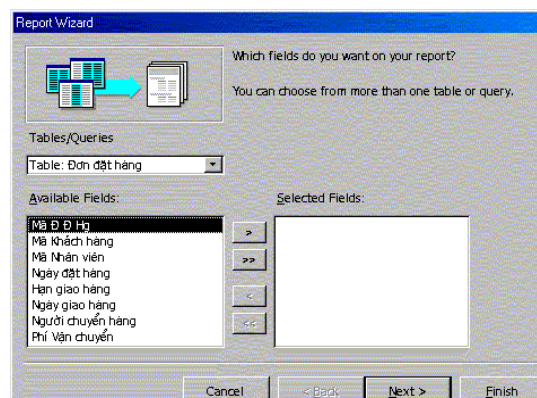 Report Wizard
Which fields do you want on your report?
You can choose from more than one table or query.
Tables/Queries
Table: Đơn đặt hàng
Available Fields:
Selected Fields:
Mã Đ Đ Hg
Mã Khách hàng
Mã Nhân viên
Ngày đặt hàng
Hạn giao hàng
Ngày giao hàng
Người chuyển hàng
Phí Vận chuyển
>
>>
<
<<
Cancel
< Back
Next >
Finish